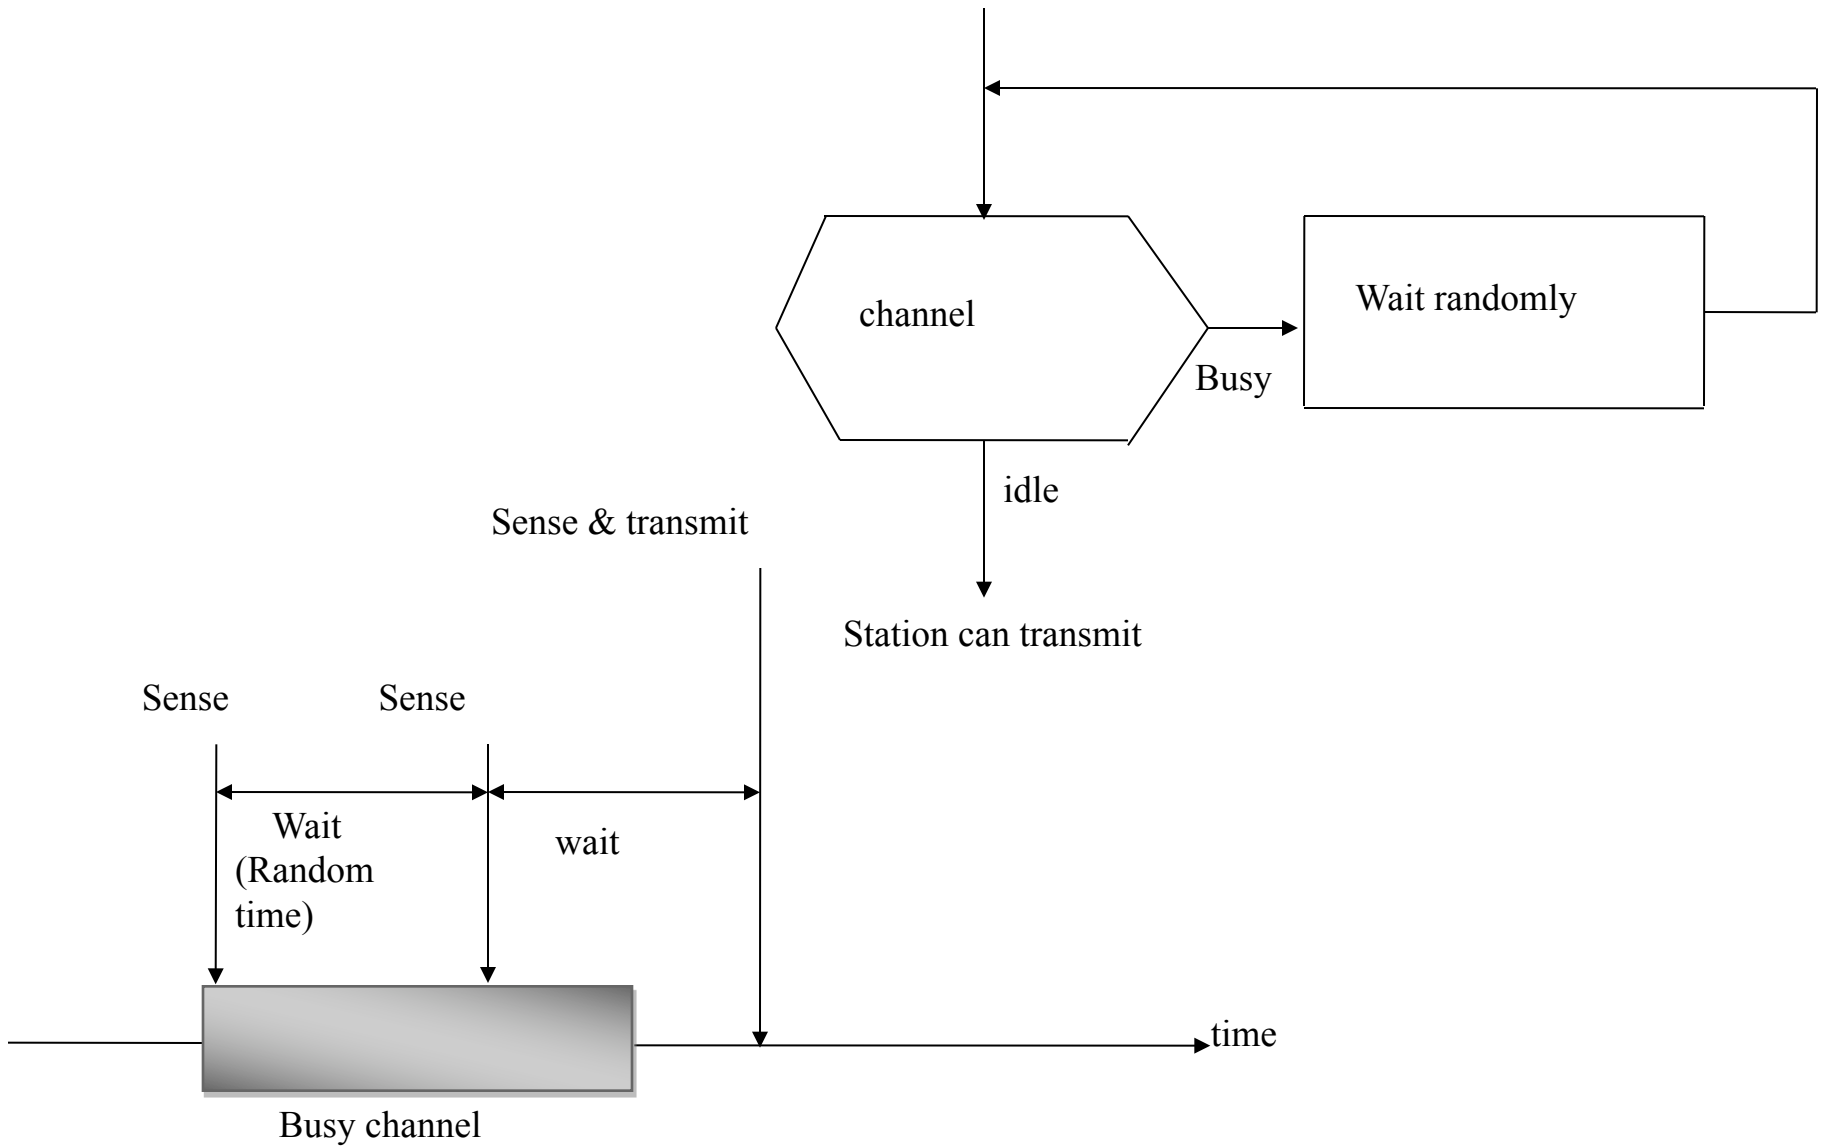 channel
Wait randomly
Busy
idle
Sense & transmit
Station can transmit
Sense
Sense
Wait
(Random
time)
wait
time
Busy channel